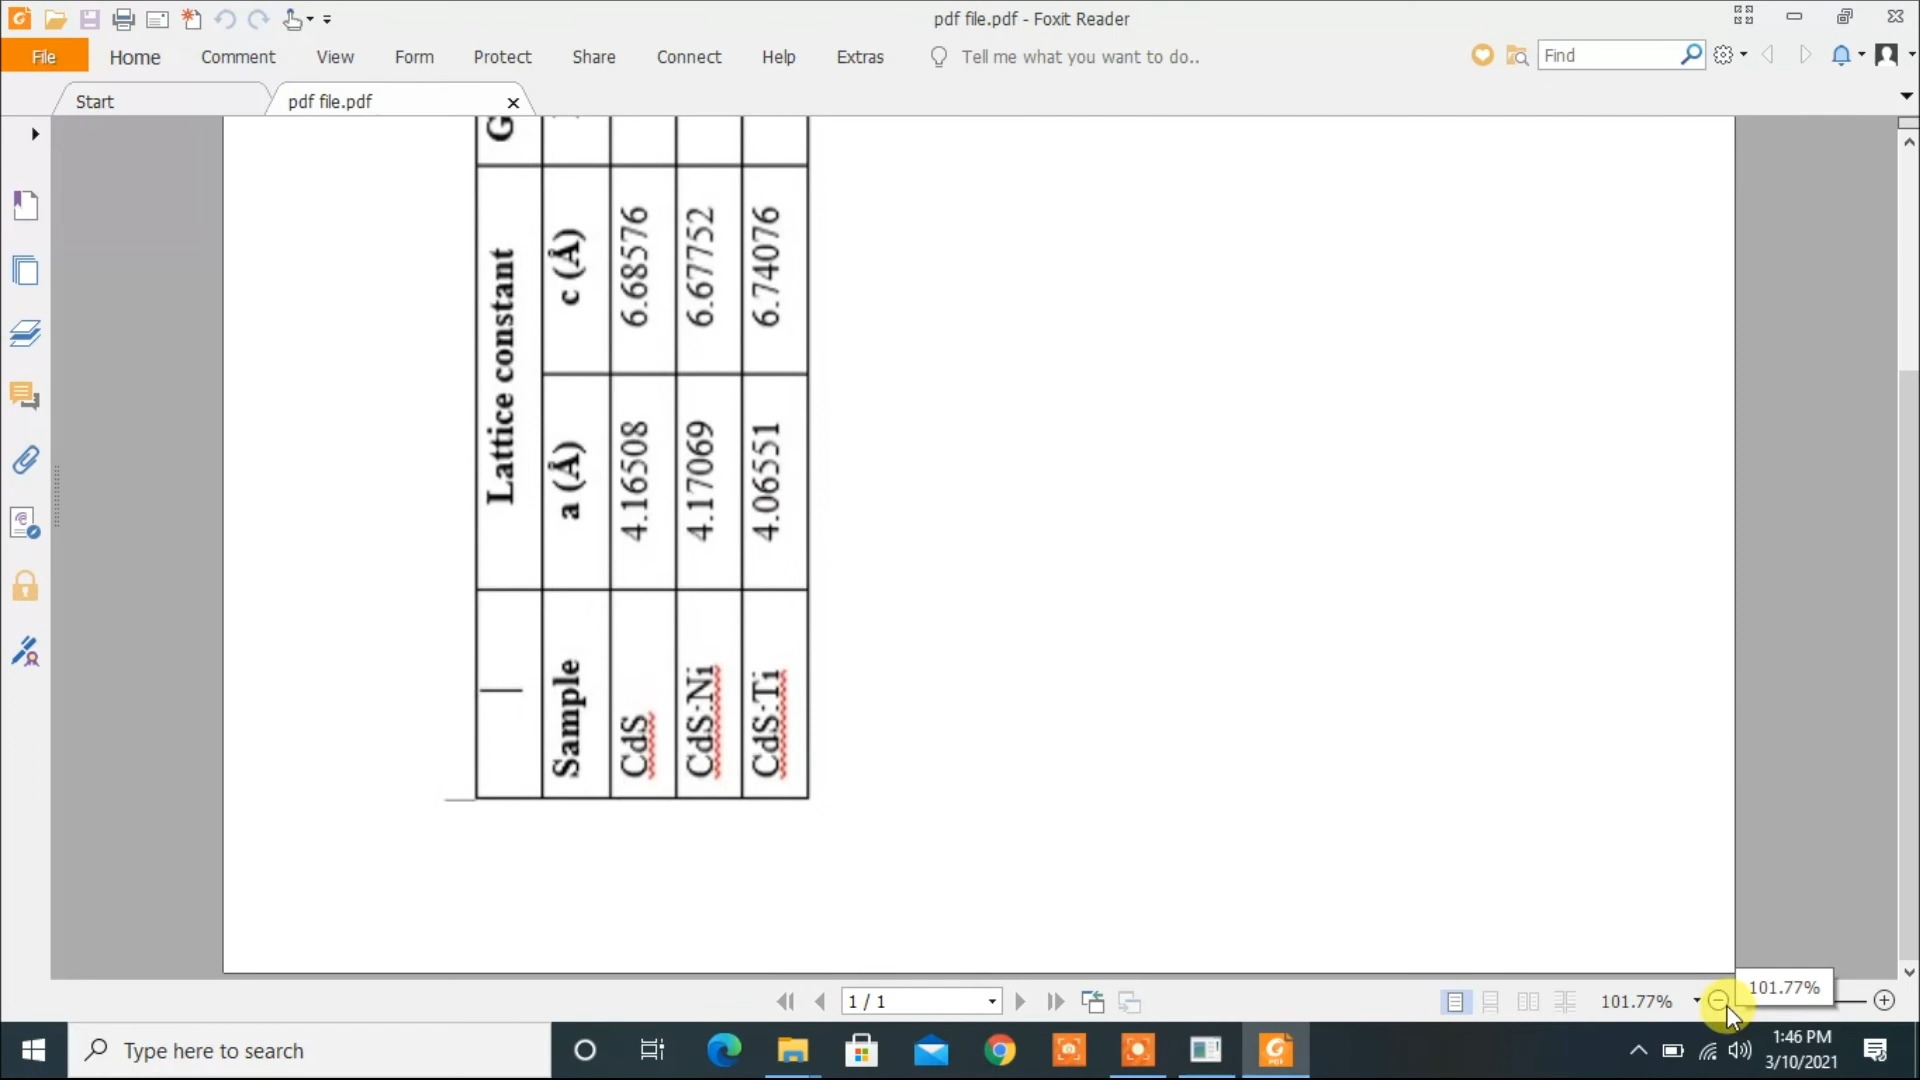 pdf file.pdf - Foxit Reader
File Home Comment View Form Protect Share Connect Help Extras Tell me what you want to do.. Find
Start pdf file.pdf
G
Lattice constant
Sample a (Å) c (Å)
CdS 4.16508 6.68576
CdS:Ni 4.17069 6.67752
CdS:Ti 4.06551 6.74076
101.77%
1 / 1 101.77%
Type here to search
1:46 PM
3/10/2021